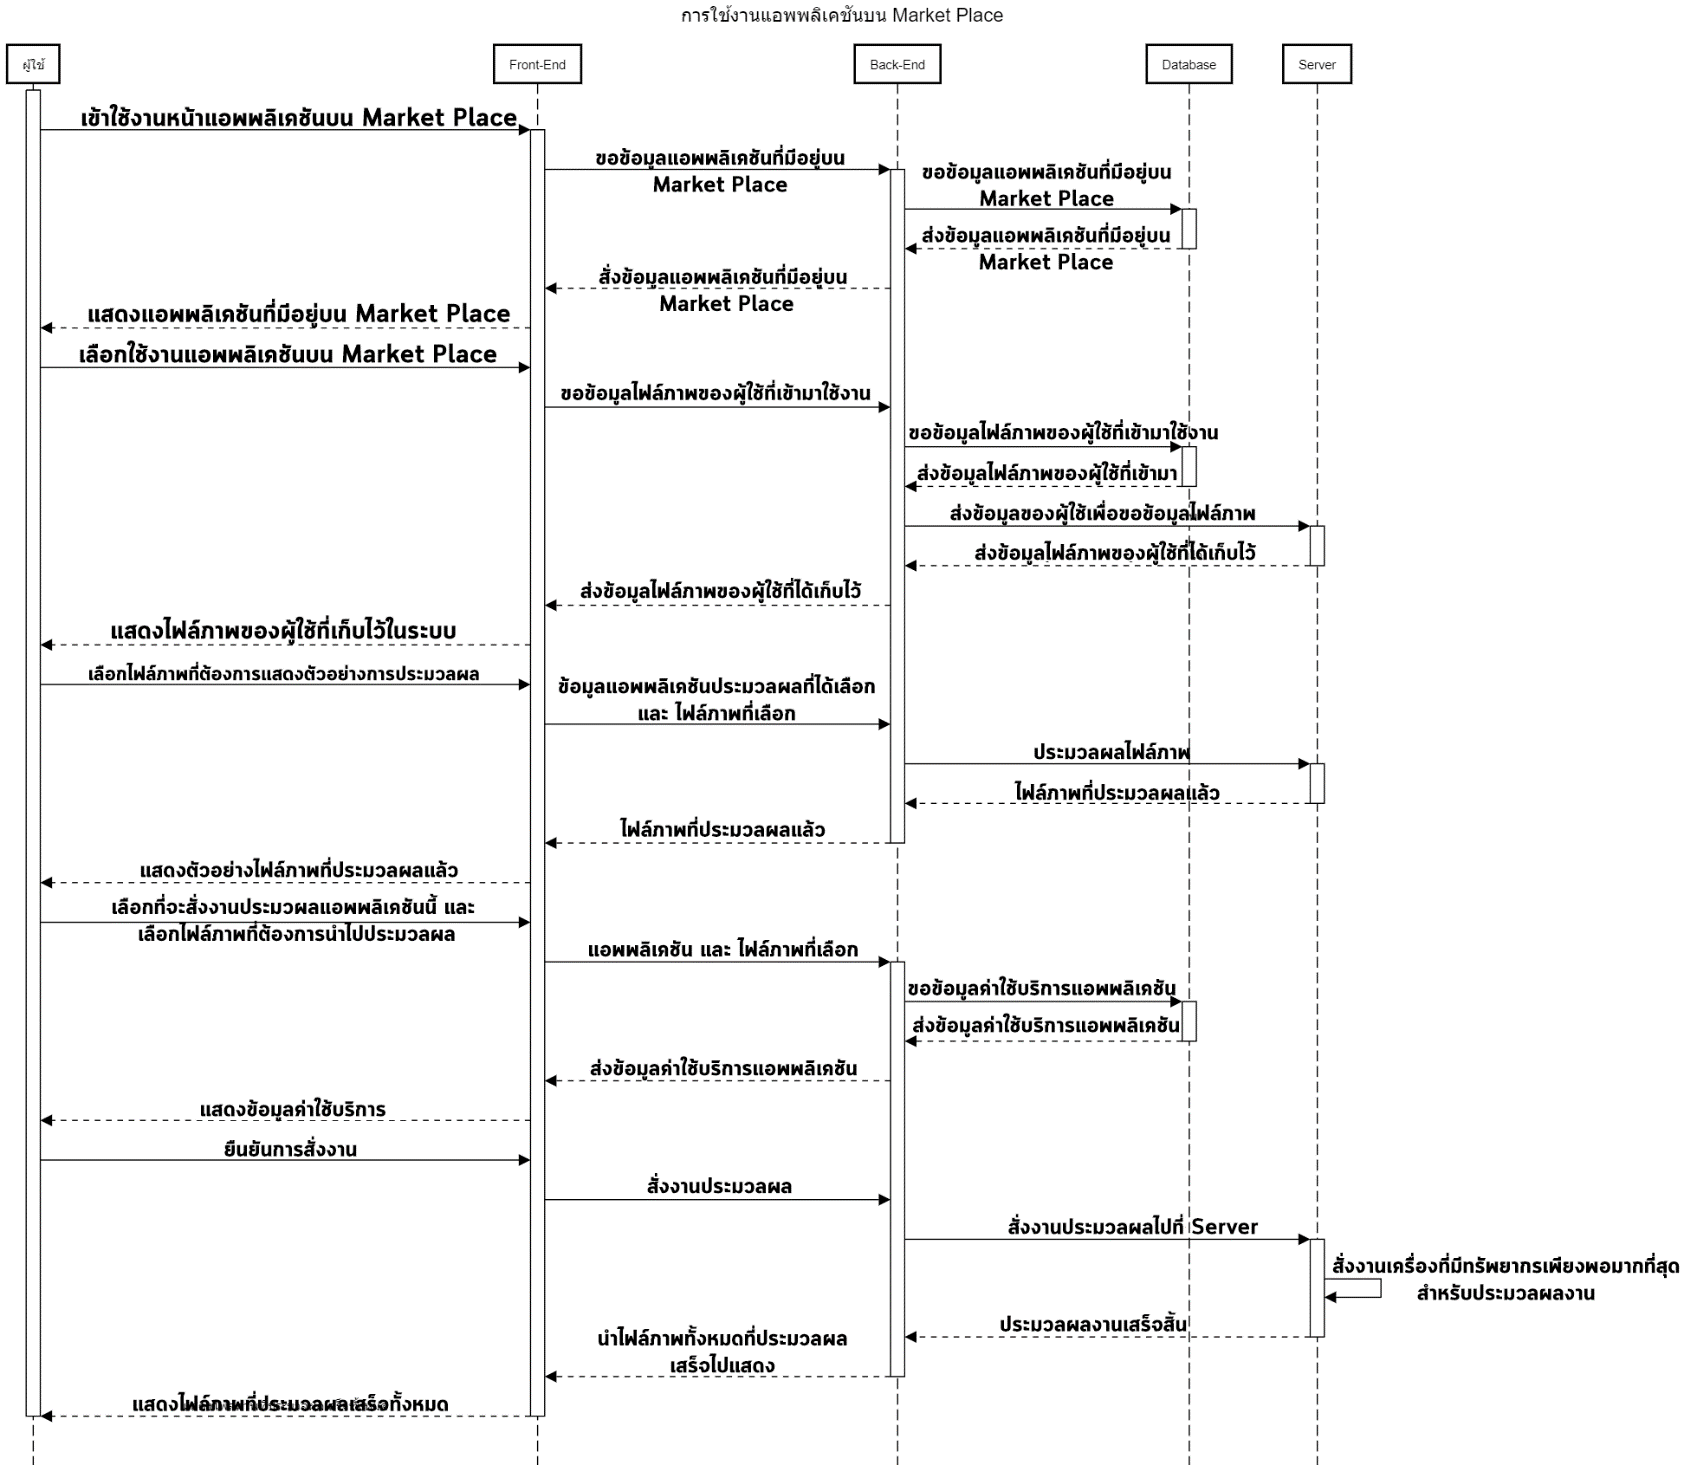 การใช้งานแอพพลิเคชันบน Market Place
ผู้ใช้
Front-End
Back-End
Database
Server
เข้าใช้งานหน้าแอพพลิเคชันบน Market Place
ขอข้อมูลแอพพลิเคชันที่มีอยู่บน
Market Place
ขอข้อมูลแอพพลิเคชันที่มีอยู่บน
Market Place
ส่งข้อมูลแอพพลิเคชันที่มีอยู่บน
Market Place
สั่งข้อมูลแอพพลิเคชันที่มีอยู่บน
Market Place
แสดงแอพพลิเคชันที่มีอยู่บน Market Place
เลือกใช้งานแอพพลิเคชันบน Market Place
ขอข้อมูลไฟล์ภาพของผู้ใช้ที่เข้ามาใช้งาน
ขอข้อมูลไฟล์ภาพของผู้ใช้ที่เข้ามาใช้งาน
ส่งข้อมูลไฟล์ภาพของผู้ใช้ที่เข้ามา
ส่งข้อมูลของผู้ใช้เพื่อขอข้อมูลไฟล์ภาพ
ส่งข้อมูลไฟล์ภาพของผู้ใช้ที่ได้เก็บไว้
ส่งข้อมูลไฟล์ภาพของผู้ใช้ที่ได้เก็บไว้
แสดงไฟล์ภาพของผู้ใช้ที่เก็บไว้ในระบบ
เลือกไฟล์ภาพที่ต้องการแสดงตัวอย่างการประมวลผล
ข้อมูลแอพพลิเคชันประมวลผลที่ได้เลือก
และ ไฟล์ภาพที่เลือก
ประมวลผลไฟล์ภาพ
ไฟล์ภาพที่ประมวลผลแล้ว
ไฟล์ภาพที่ประมวลผลแล้ว
แสดงตัวอย่างไฟล์ภาพที่ประมวลผลแล้ว
เลือกที่จะสั่งงานประมวผลแอพพลิเคชันนี้ และ
เลือกไฟล์ภาพที่ต้องการนำไปประมวลผล
แอพพลิเคชัน และ ไฟล์ภาพที่เลือก
ขอข้อมูลค่าใช้บริการแอพพลิเคชัน
ส่งข้อมูลค่าใช้บริการแอพพลิเคชัน
ส่งข้อมูลค่าใช้บริการแอพพลิเคชัน
แสดงข้อมูลค่าใช้บริการ
ยืนยันการสั่งงาน
สั่งงานประมวลผล
สั่งงานประมวลผลไปที่ Server
สั่งงานเครื่องที่มีทรัพยากรเพียงพอมากที่สุด
สำหรับประมวลผลงาน
ประมวลผลงานเสร็จสิ้น
นำไฟล์ภาพทั้งหมดที่ประมวลผล
เสร็จไปแสดง
แสดงไฟล์ภาพที่ประมวลผลเสร็จทั้งหมด